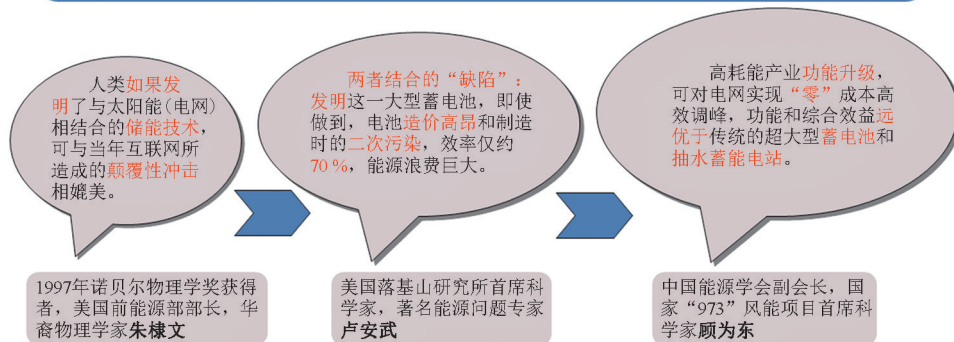 人类如果发
明了与太阳能(电网)
相结合的储能技术，
可与当年互联网所
造成的颠覆性冲击
相媲美。
两者结合的“缺陷”：
发明这一大型蓄电池，即使
做到，电池造价高昂和制造
时的二次污染，效率仅约
70 %，能源浪费巨大。
高耗能产业功能升级，
可对电网实现“零”成本高
效调峰，功能和综合效益远
优于传统的超大型蓄电池和
抽水蓄能电站。
1997年诺贝尔物理学奖获得
者，美国前能源部部长，华
裔物理学家朱棣文
美国落基山研究所首席科
学家，著名能源问题专家
卢安武
中国能源学会副会长，国
家“973”风能项目首席科
学家顾为东